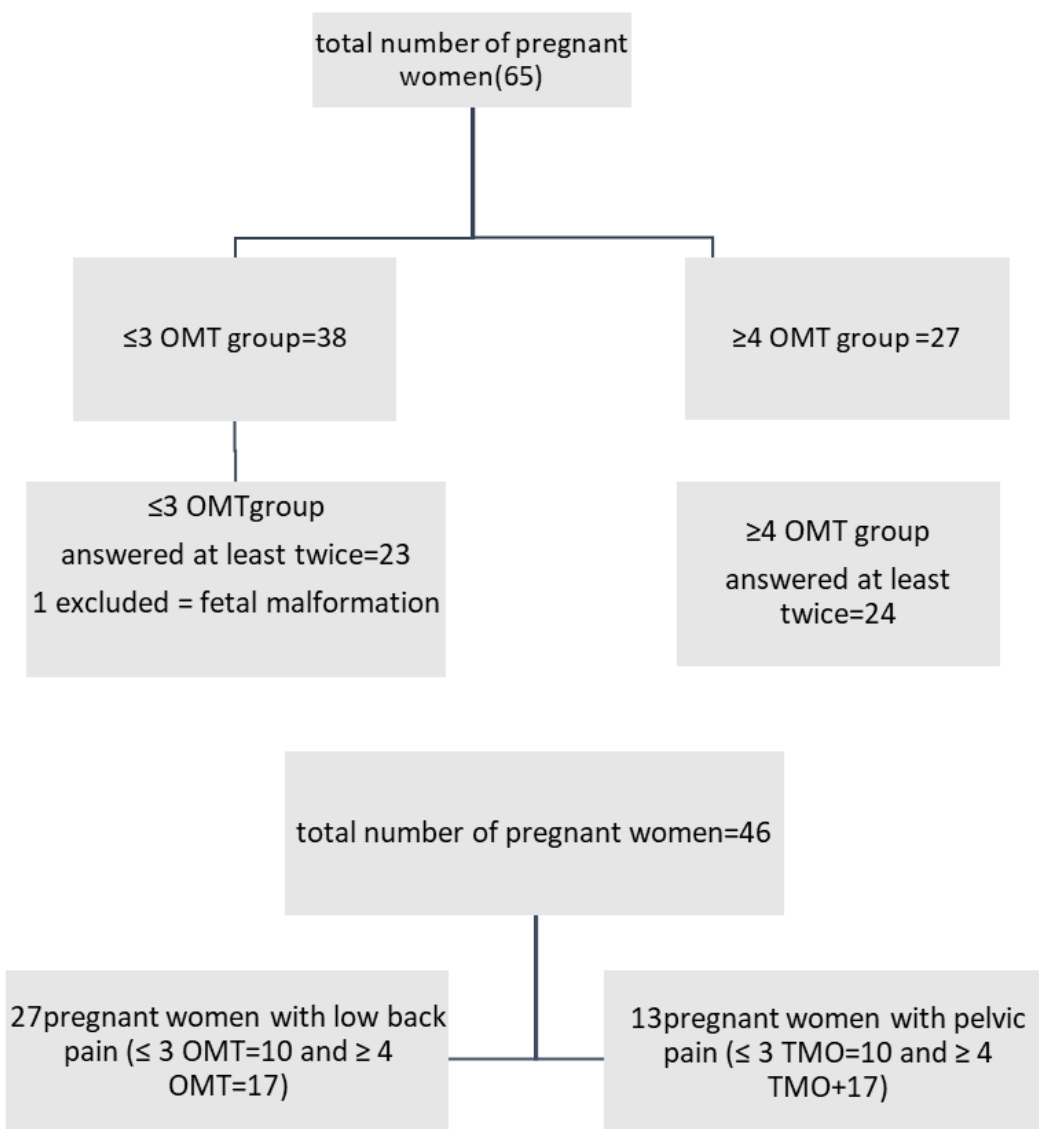 total number of pregnant
women(65)
≤3 OMT group=38
≥4 OMT group =27
≤3 OMTgroup
answered at least twice=23
1 excluded = fetal malformation
≥4 OMT group
answered at least
twice=24
total number of pregnant women=46
27pregnant women with low back
pain (≤ 3 OMT=10 and ≥ 4
OMT=17)
13pregnant women with pelvic
pain (≤ 3 TMO=10 and ≥ 4
TMO+17)